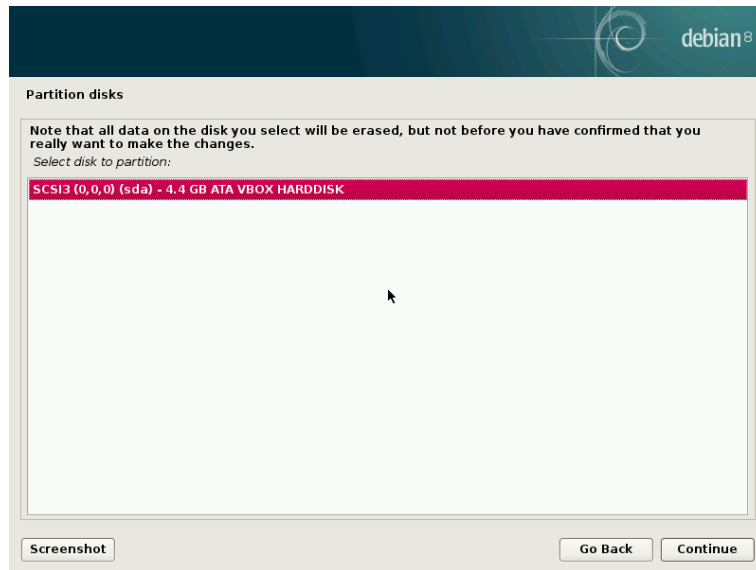 debian 8
Partition disks
Note that all data on the disk you select will be erased, but not before you have confirmed that you
really want to make the changes.
Select disk to partition:
SCSI3 (0,0,0) (sda) - 4.4 GB ATA VBOX HARDDISK
Screenshot
Go Back
Continue